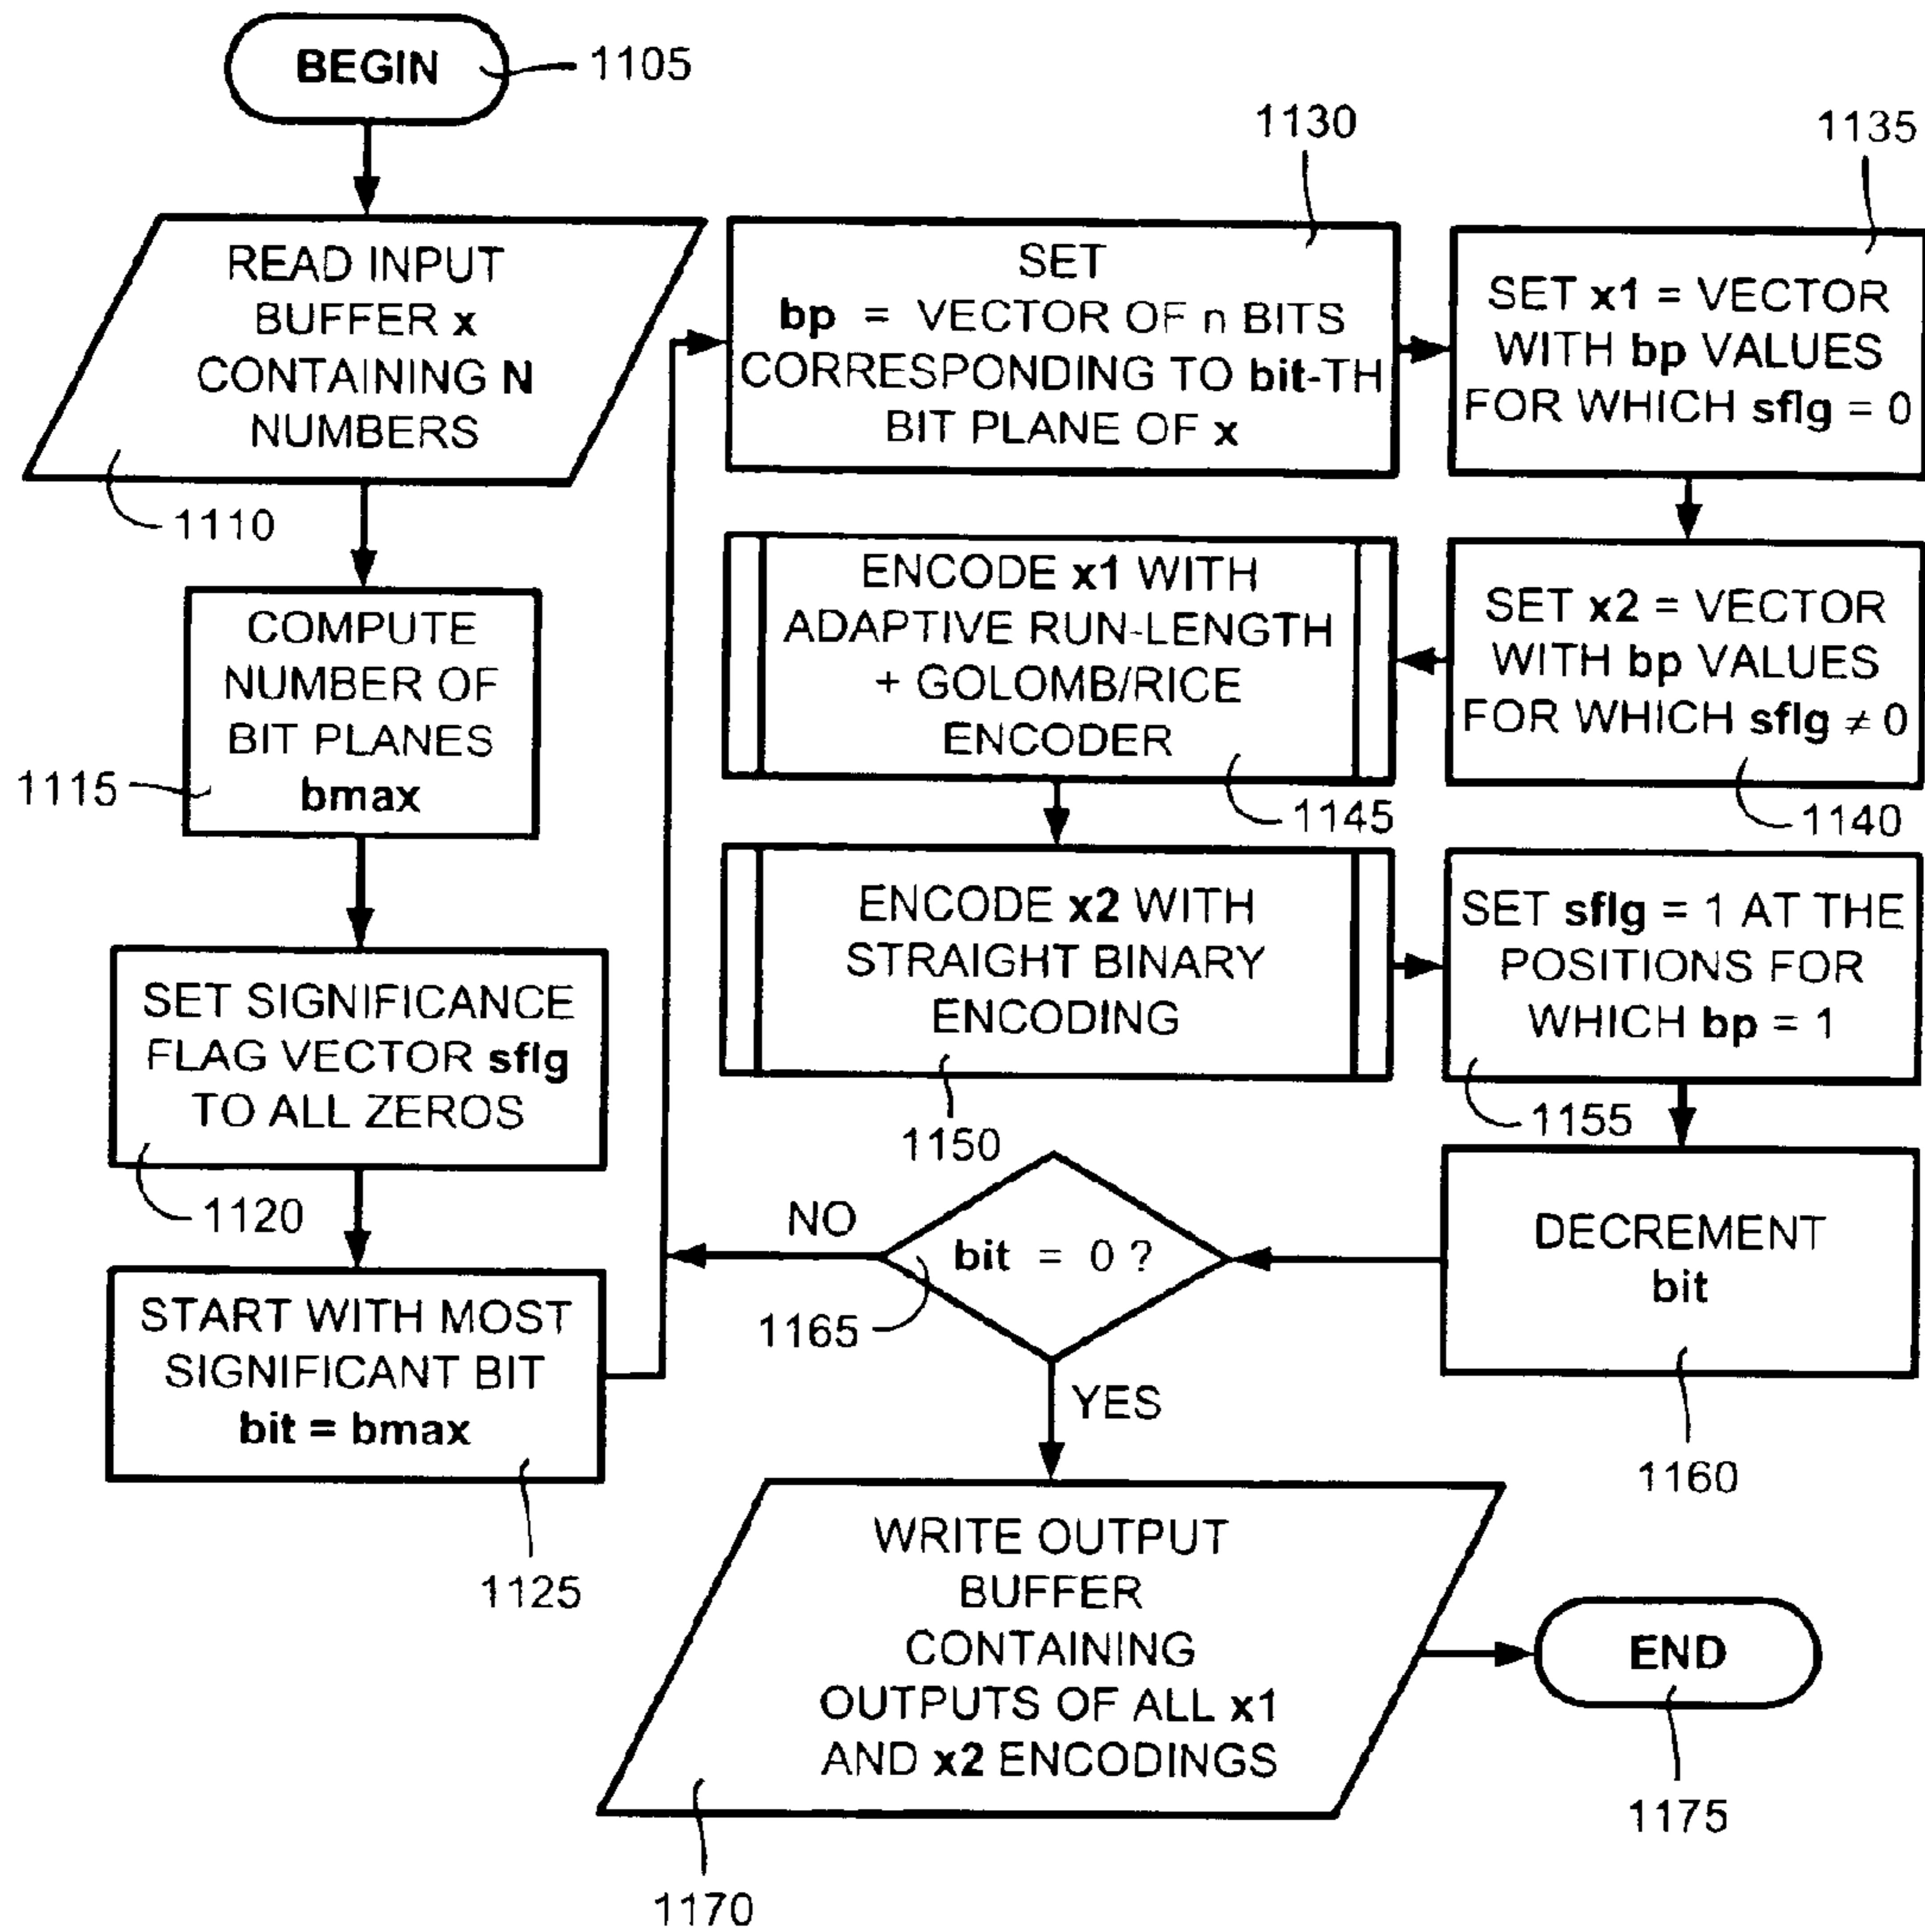 BEGIN
1105
READ INPUT
BUFFER x
CONTAINING N
NUMBERS
1110
COMPUTE
NUMBER OF
BIT PLANES
bmax
1115
SET SIGNIFICANCE
FLAG VECTOR sflg
TO ALL ZEROS
1120
START WITH MOST
SIGNIFICANT BIT
bit = bmax
1125
1130
SET
bp = VECTOR OF n BITS
CORRESPONDING TO bit-TH
BIT PLANE OF x
1135
SET x1 = VECTOR
WITH bp VALUES
FOR WHICH sflg = 0
SET x2 = VECTOR
WITH bp VALUES
FOR WHICH sflg ≠ 0
1140
ENCODE x1 WITH
ADAPTIVE RUN-LENGTH
+ GOLOMB/RICE
ENCODER
1145
ENCODE x2 WITH
STRAIGHT BINARY
ENCODING
1150
SET sflg = 1 AT THE
POSITIONS FOR
WHICH bp = 1
1155
DECREMENT
bit
1160
bit = 0 ?
1165
NO
YES
WRITE OUTPUT
BUFFER
CONTAINING
OUTPUTS OF ALL x1
AND x2 ENCODINGS
1170
END
1175